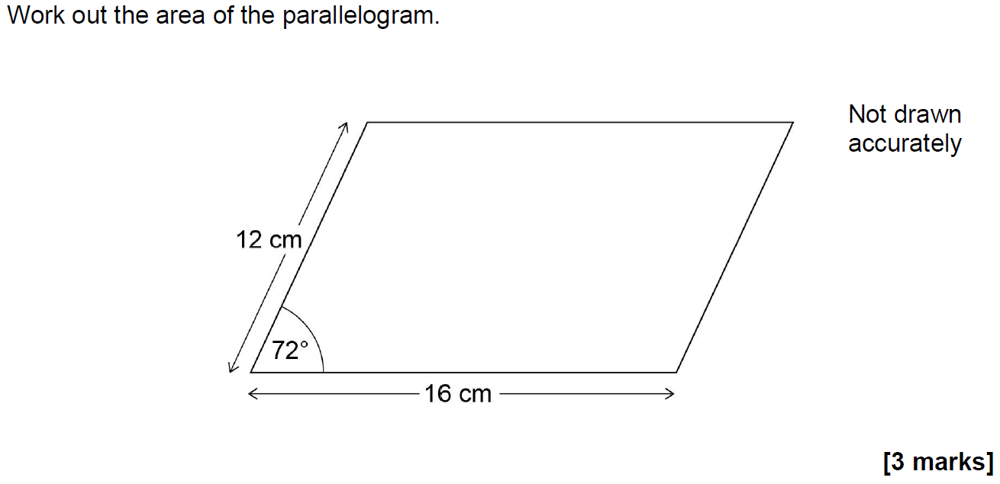 Work out the area of the parallelogram.
Not drawn
accurately
12 cm
72°
16 cm
[3 marks]